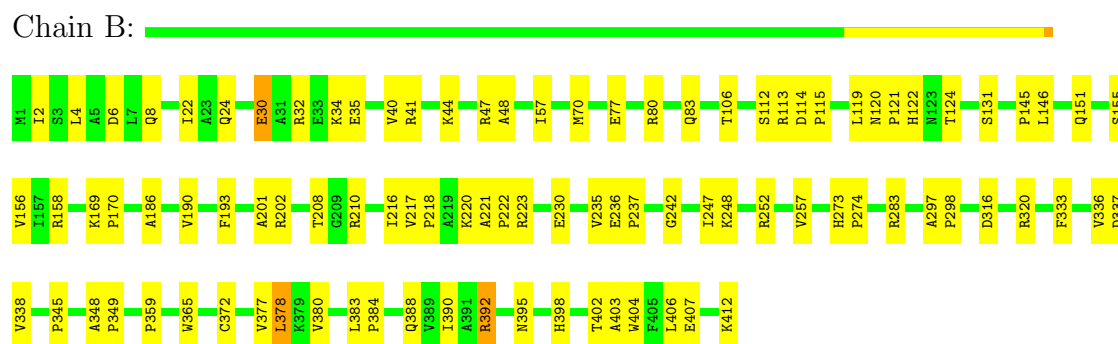 Chain B:
M1 I2 S3 L4 A5 D6 L7 Q8 I22 A23 Q24 E30 A31 R32 E33 K34 E35 V40 R41 K44 R47 A48 I57 M70 E77 R80 Q83 T106 S112 R113 D114 P115 L119 N120 P121 H122 N123 T124 S131 P145 L146 Q151 S155
V156 I157 R158 K169 P170 A186 V190 F193 A201 R202 T208 G209 R210 I216 V217 P218 A219 K220 A221 P222 R223 E230 V235 E236 P237 G242 I247 K248 R252 V257 H273 P274 R283 A297 P298 D316 R320 F333 V336
V338 P345 A348 P349 P359 W365 C372 V377 L378 K379 V380 L383 P384 Q388 V389 I390 A391 R392 N395 H398 T402 A403 W404 F405 L406 E407 K412